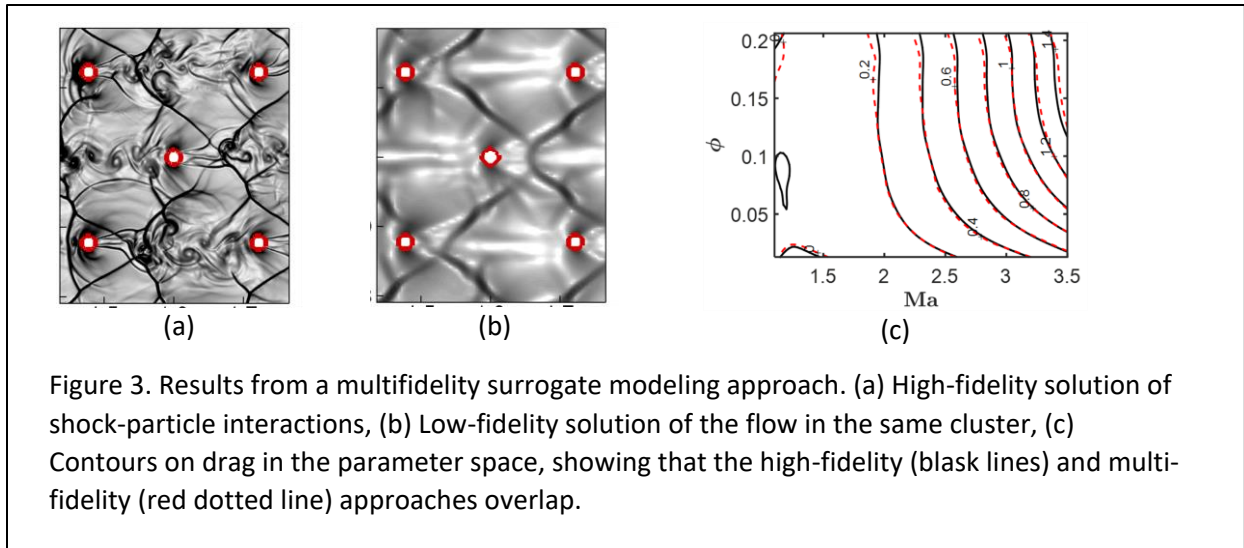 0.2
0.15
0.1
0.05
ϕ
0
0.2
0.6
1
1.4
1.2
0.8
0.4
0
1.5 2 2.5 3 3.5
Ma
(a) (b) (c)
Figure 3. Results from a multifidelity surrogate modeling approach. (a) High-fidelity solution of
shock-particle interactions, (b) Low-fidelity solution of the flow in the same cluster, (c)
Contours on drag in the parameter space, showing that the high-fidelity (blask lines) and multi-
fidelity (red dotted line) approaches overlap.